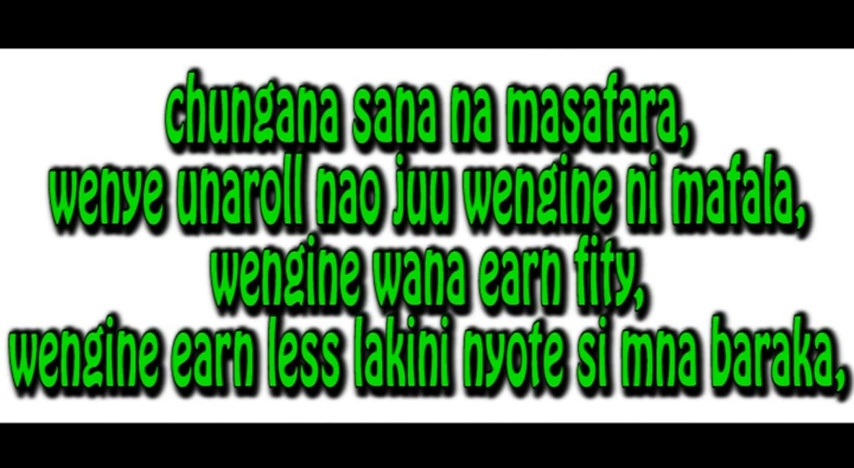 chungana sana na masafara,
wenye unaroll nao juu wengine ni mafala,
wengine wana earn fity,
wengine earn less lakini nyote si mna baraka,